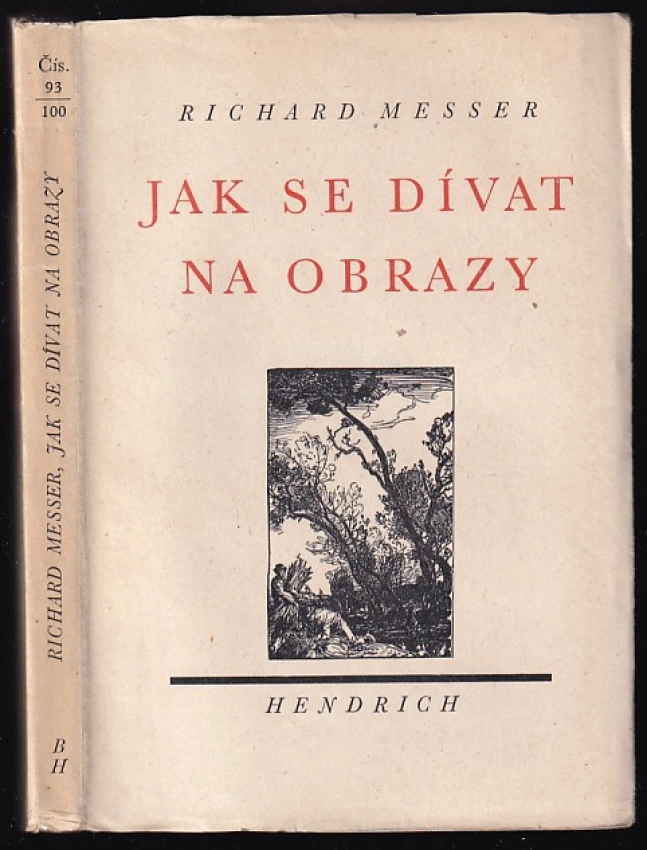 Čís.
93
100
RICHARD MESSER, JAK SE DÍVAT NA OBRAZY
B
H
RICHARD MESSER
JAK SE DÍVAT
NA OBRAZY
HENDRICH